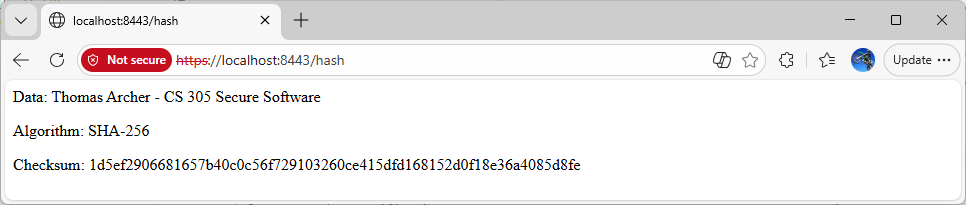 localhost:8443/hash
Not secure https://localhost:8443/hash Update
Data: Thomas Archer - CS 305 Secure Software
Algorithm: SHA-256
Checksum: 1d5ef2906681657b40c0c56f729103260ce415dfd168152d0f18e36a4085d8fe